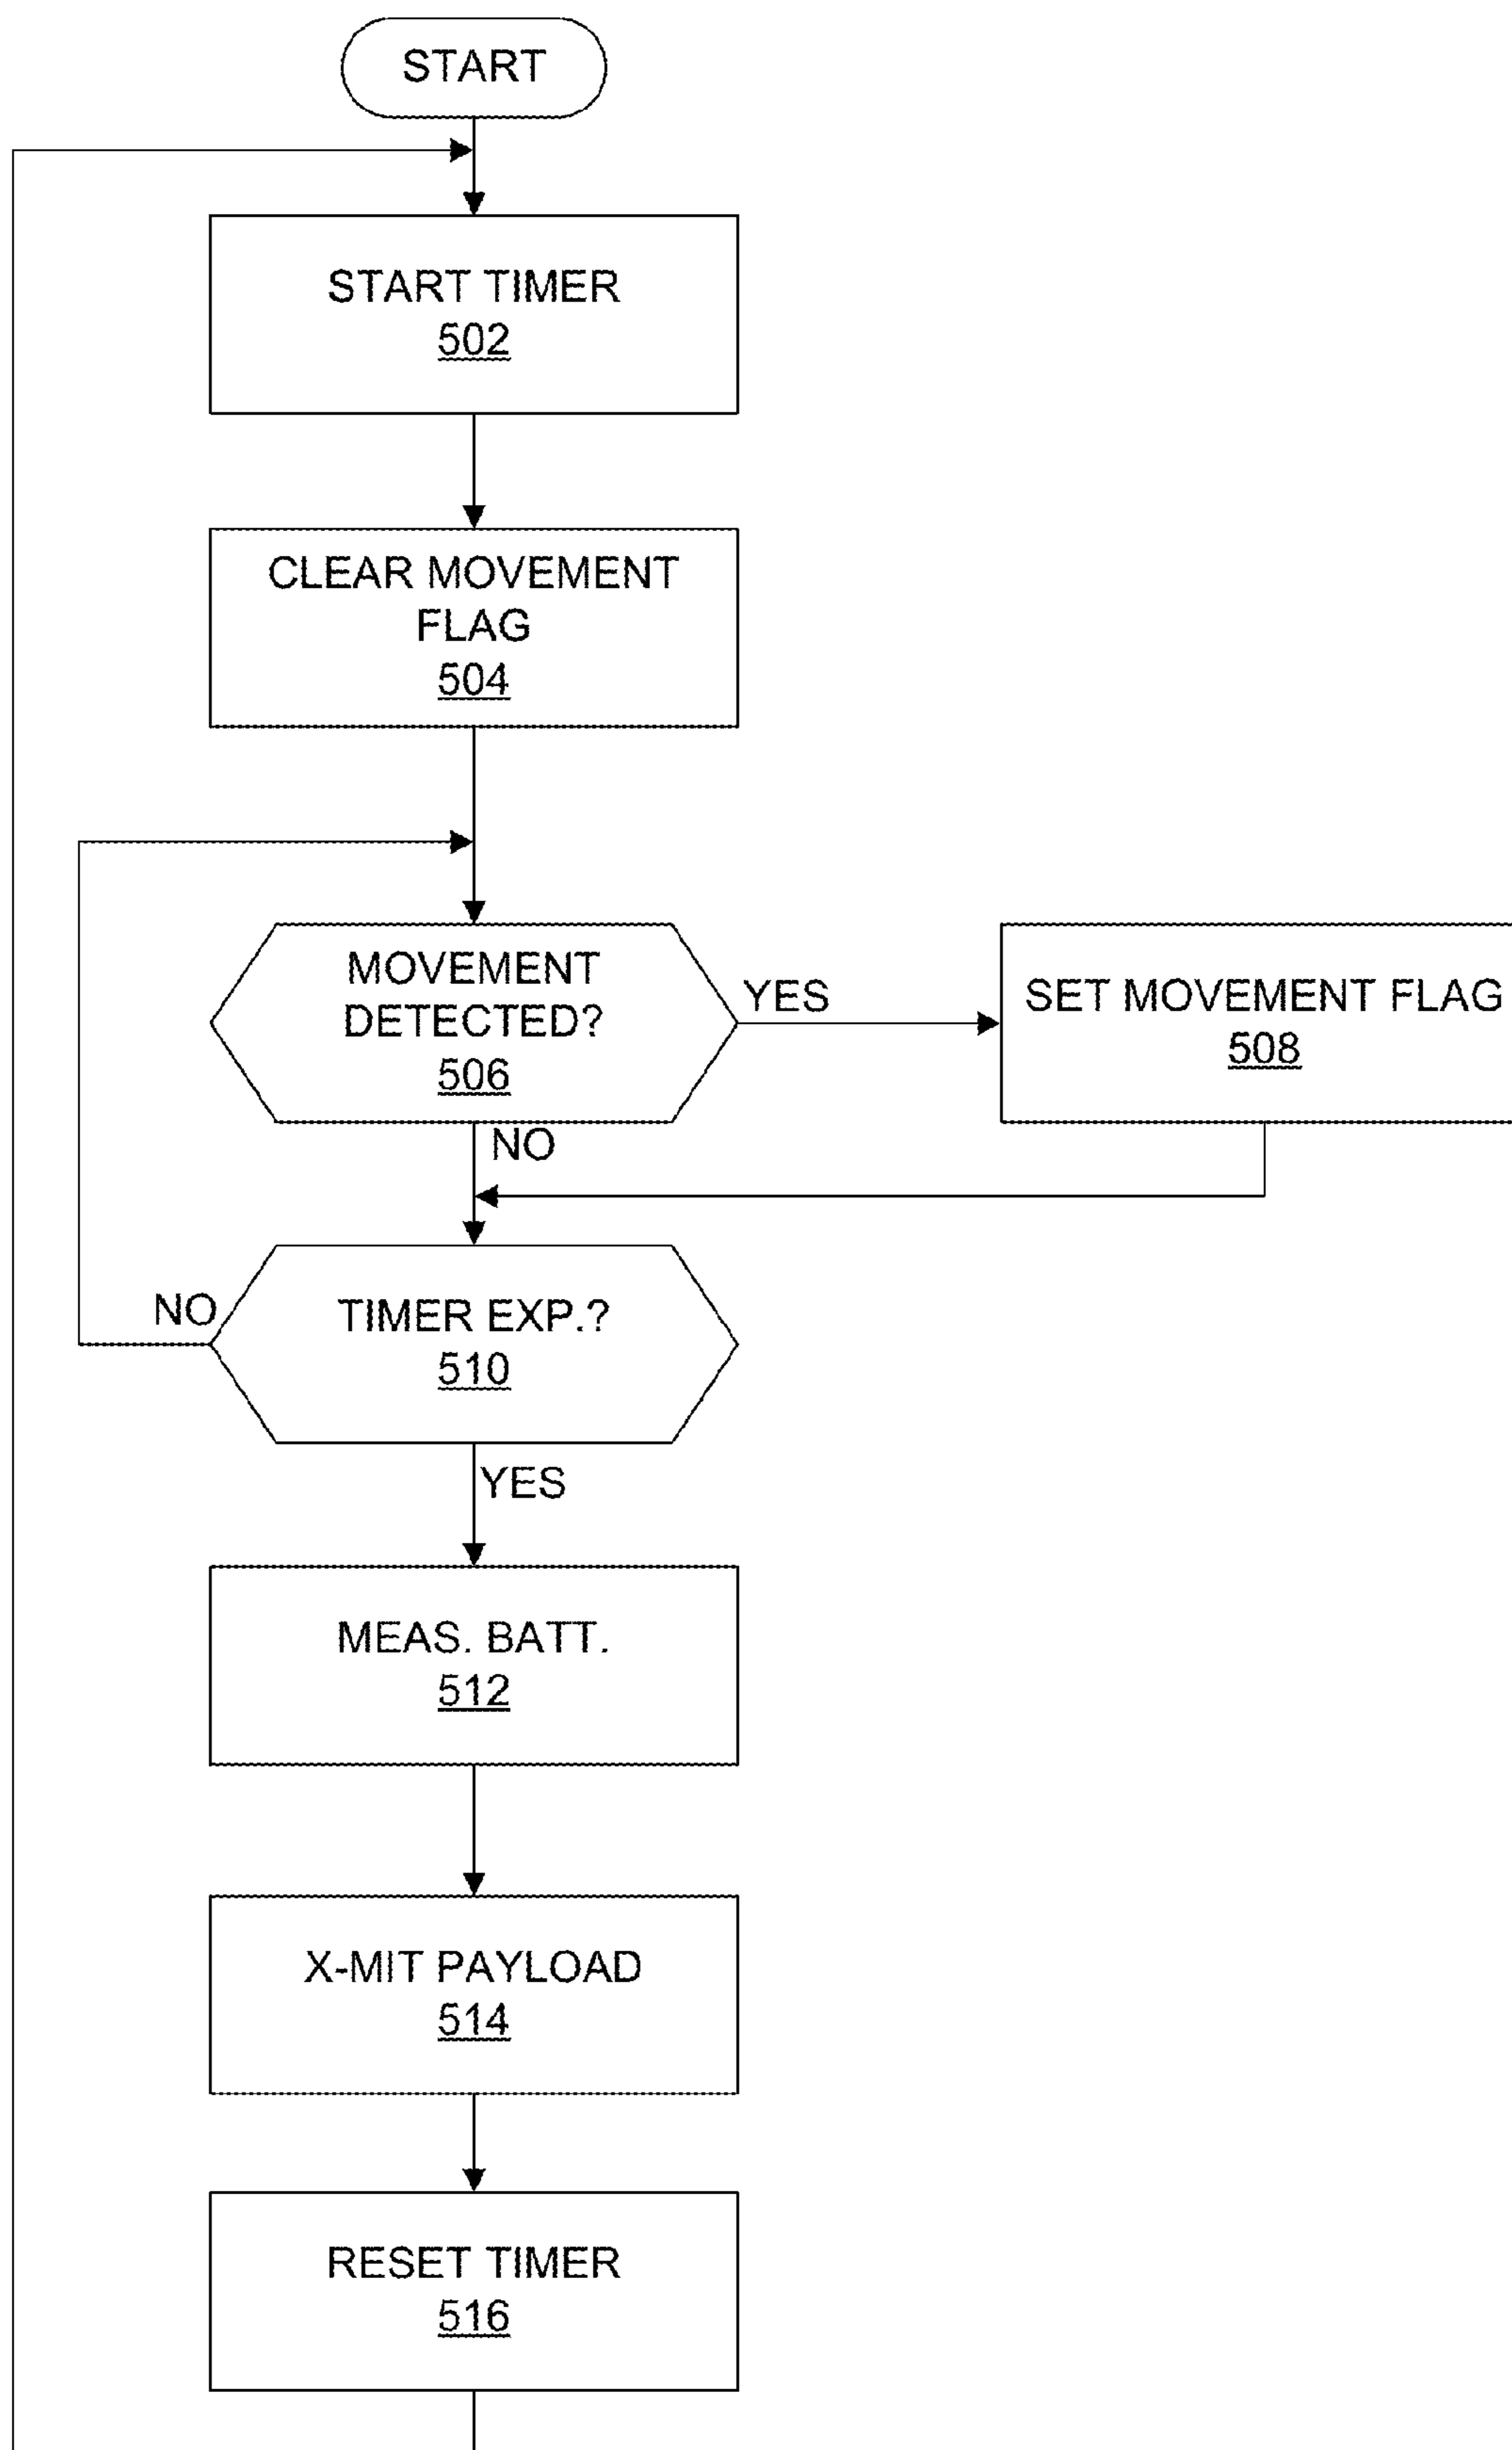 START
START TIMER
502
CLEAR MOVEMENT
FLAG
504
MOVEMENT
DETECTED?
506
YES
SET MOVEMENT FLAG
508
NO
TIMER EXP.?
510
NO
YES
MEAS. BATT.
512
X-MIT PAYLOAD
514
RESET TIMER
516